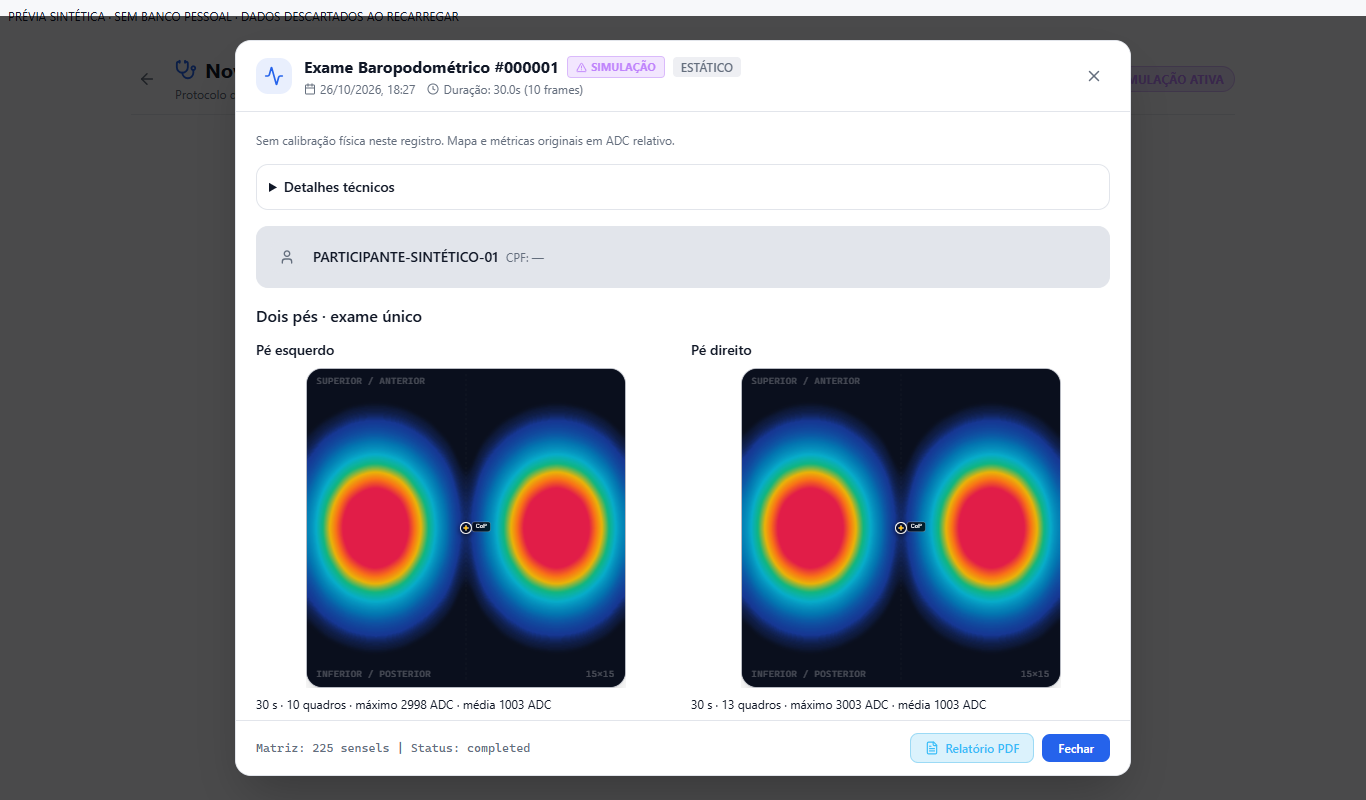 PRÉVIA SINTÉTICA · SEM BANCO PESSOAL · DADOS DESCARTADOS AO RECARREGAR
Exame Baropodométrico #000001
SIMULAÇÃO
ESTÁTICO
26/10/2026, 18:27
Duração: 30.0s (10 frames)
Protocolo
ATIVA
Sem calibração física neste registro. Mapa e métricas originais em ADC relativo.
▶ Detalhes técnicos
PARTICIPANTE-SINTÉTICO-01 CPF: —
Dois pés · exame único
Pé esquerdo
SUPERIOR / ANTERIOR
CoP
INFERIOR / POSTERIOR
15×15
30 s · 10 quadros · máximo 2998 ADC · média 1003 ADC
Pé direito
SUPERIOR / ANTERIOR
CoP
INFERIOR / POSTERIOR
15×15
30 s · 13 quadros · máximo 3003 ADC · média 1003 ADC
Matriz: 225 sensels | Status: completed
Relatório PDF
Fechar